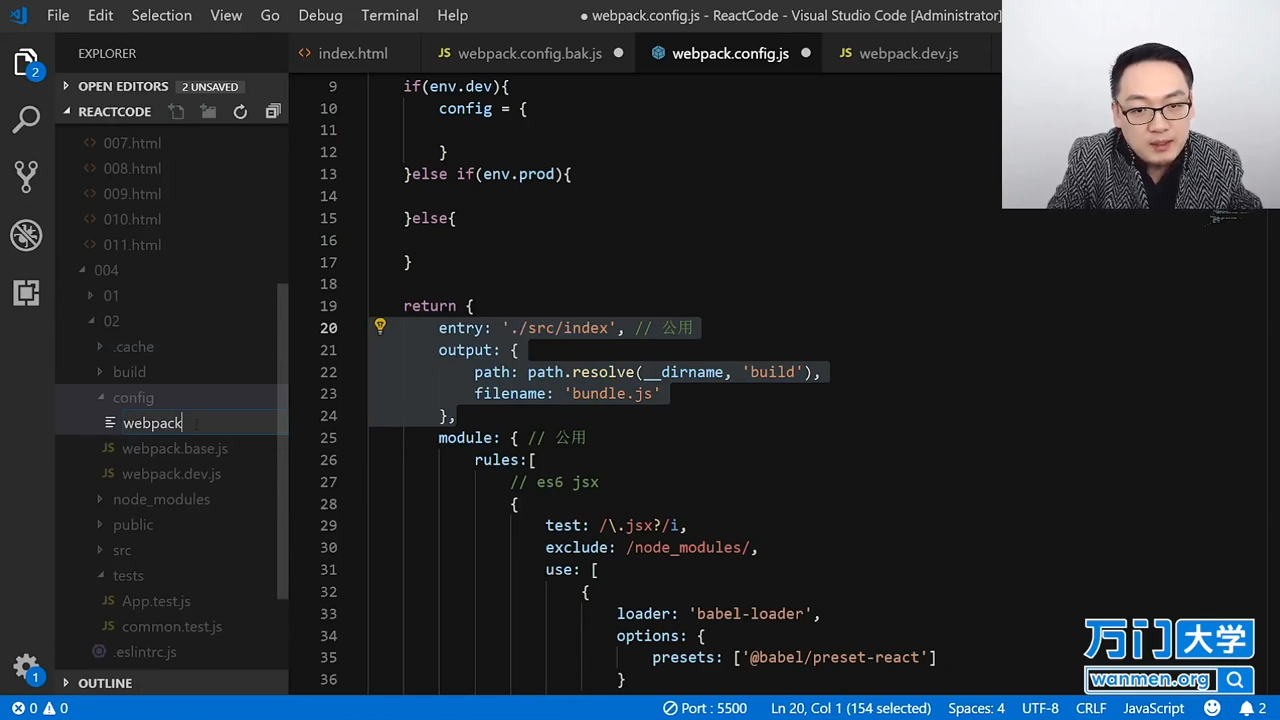 File Edit Selection View Go Debug Terminal Help
● webpack.config.js - ReactCode - Visual Studio Code [Administrator]
EXPLORER
index.html
webpack.config.bak.js
webpack.config.js
webpack.dev.js
2
OPEN EDITORS 2 UNSAVED
REACTCODE
007.html
008.html
009.html
010.html
011.html
004
01
02
.cache
build
config
webpack
JS webpack.base.js
JS webpack.dev.js
node_modules
public
src
tests
JS App.test.js
JS common.test.js
.eslintrc.js
OUTLINE
1
9 if(env.dev){
10 config = {
11
12 }
13 }else if(env.prod){
14
15 }else{
16
17 }
18
19 return {
20 entry: './src/index', // 公用
21 output: {
22 path: path.resolve(__dirname, 'build'),
23 filename: 'bundle.js'
24 },
25 module: { // 公用
26 rules:[
27 // es6 jsx
28 {
29 test: /\.jsx?/i,
30 exclude: /node_modules/,
31 use: [
32 {
33 loader: 'babel-loader',
34 options: {
35 presets: ['@babel/preset-react']
36 }
万门大学
wanmen.org
0 0 Port : 5500 Ln 20, Col 1 (154 selected) Spaces: 4 UTF-8 CRLF JavaScript 2